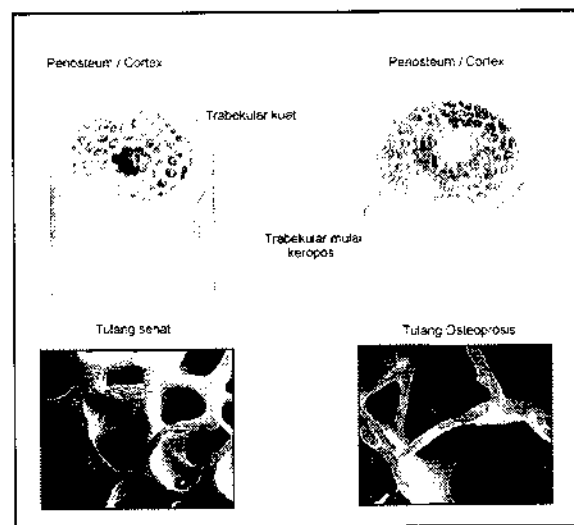 Periosteum / Cortex
Periosteum / Cortex
Trabekular kuat
Trabekular mulai
keropos
Tulang sehat
Tulang Osteoprosis